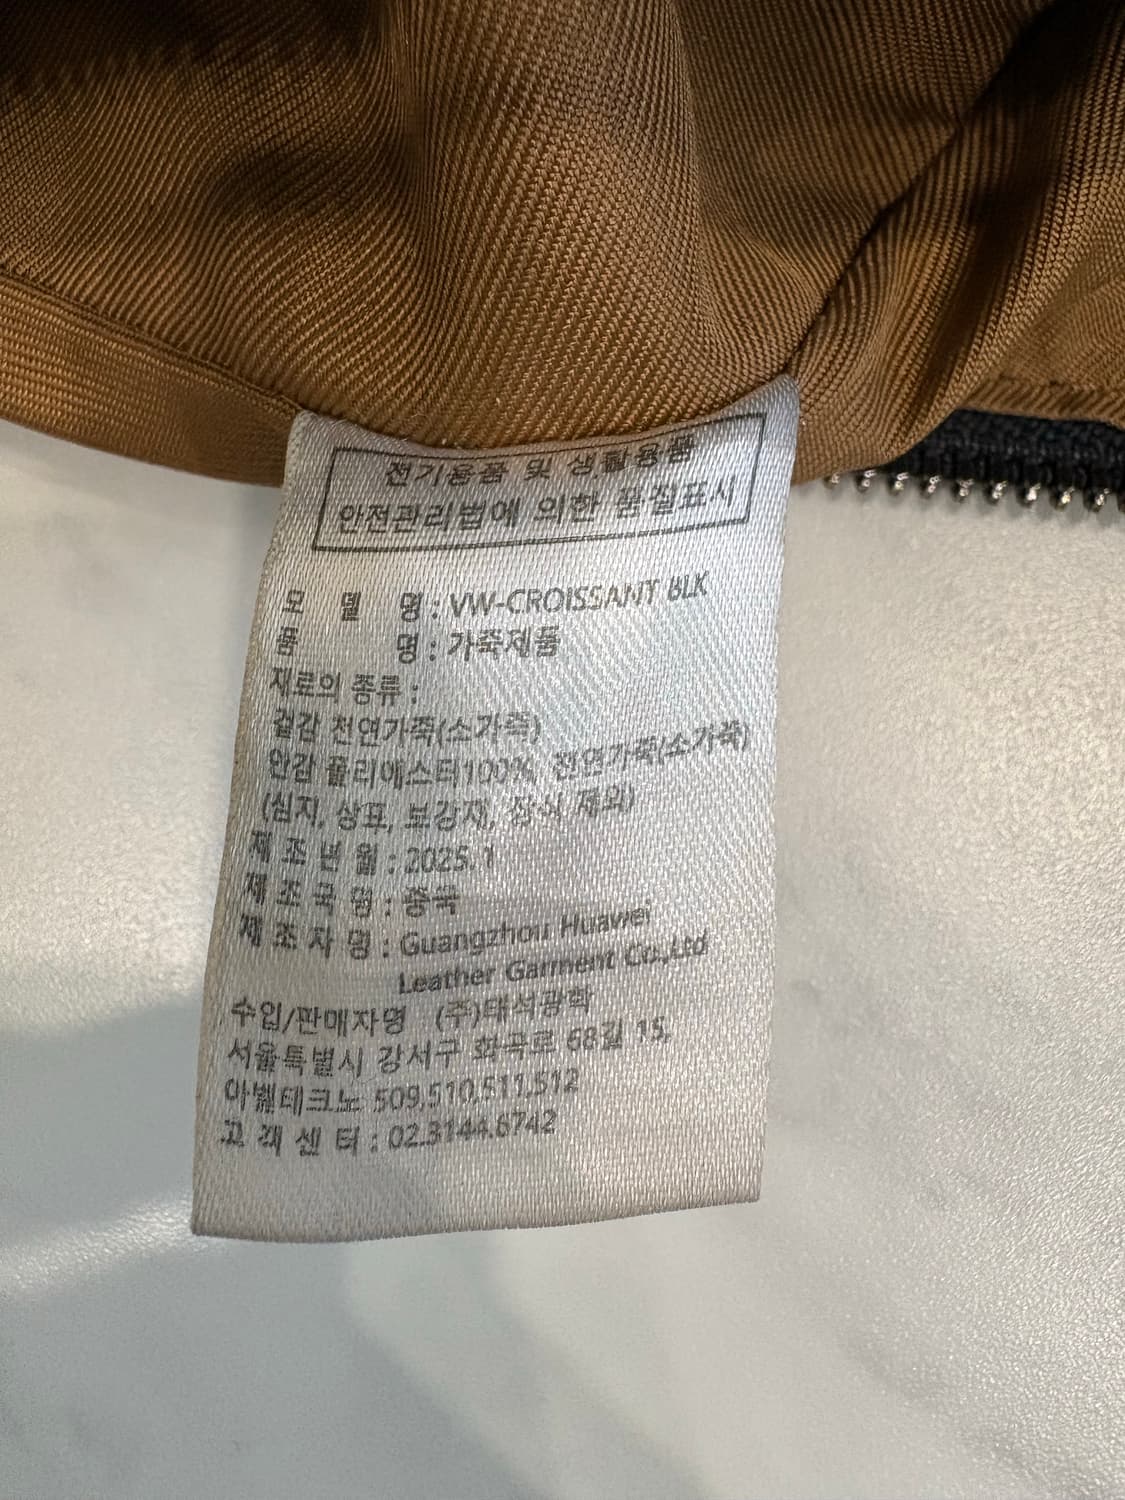 전기용품 및 생활용품
안전관리법에 의한 품질표시
모 델 명 : VW-CROISSANT BLK
품 명 : 가죽제품
재료의 종류 :
겉감 천연가죽(소가죽)
안감 폴리에스터100% 천연가죽(소가죽)
(심지, 상표, 보강재, 장식 제외)
제 조 년 월 : 2025.1
제 조 국 명 : 중국
제 조 자 명 : Guangzhou Huawei
Leather Garment Co.,Ltd
수입/판매자명 (주)태석광학
서울특별시 강서구 화곡로 68길 15,
아벨테크노 509,510,511,512
고 객 센 터 : 02.3144.6742